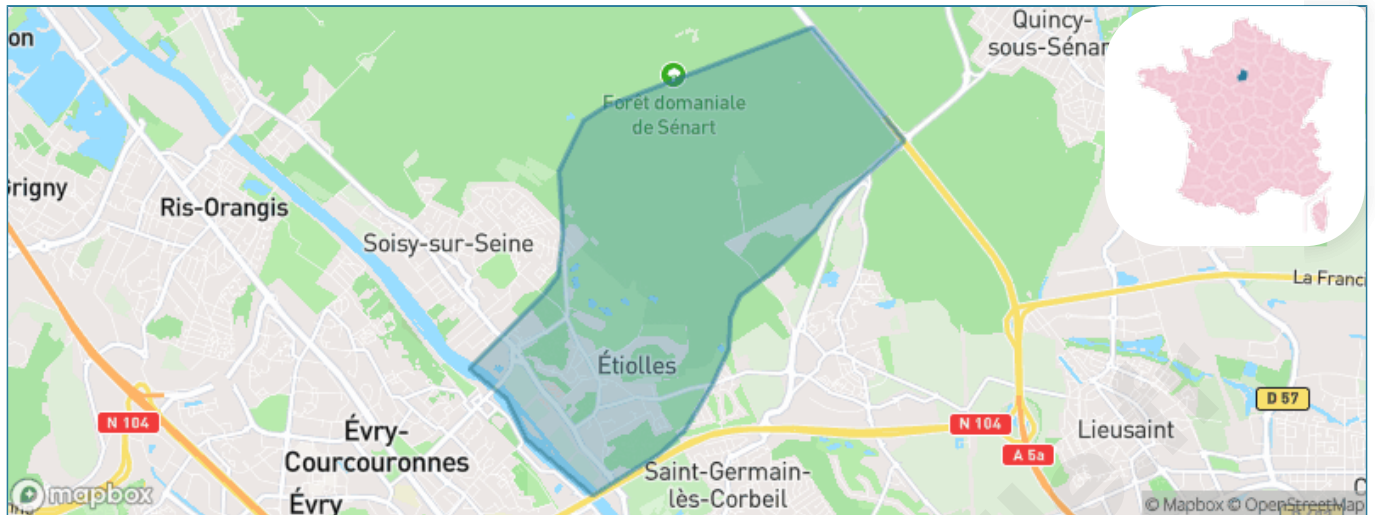 on
Quincy-
sous-Sénar
Forêt domaniale
de Sénart
Grigny
Ris-Orangis
Soisy-sur-Seine
La Franci
Étiolles
D 57
N 104
N 104
Évry-
Courcouronnes
Lieusaint
A 5a
Saint-Germain-
lès-Corbeil
Évry
mapbox
© Mapbox © OpenStreetMap